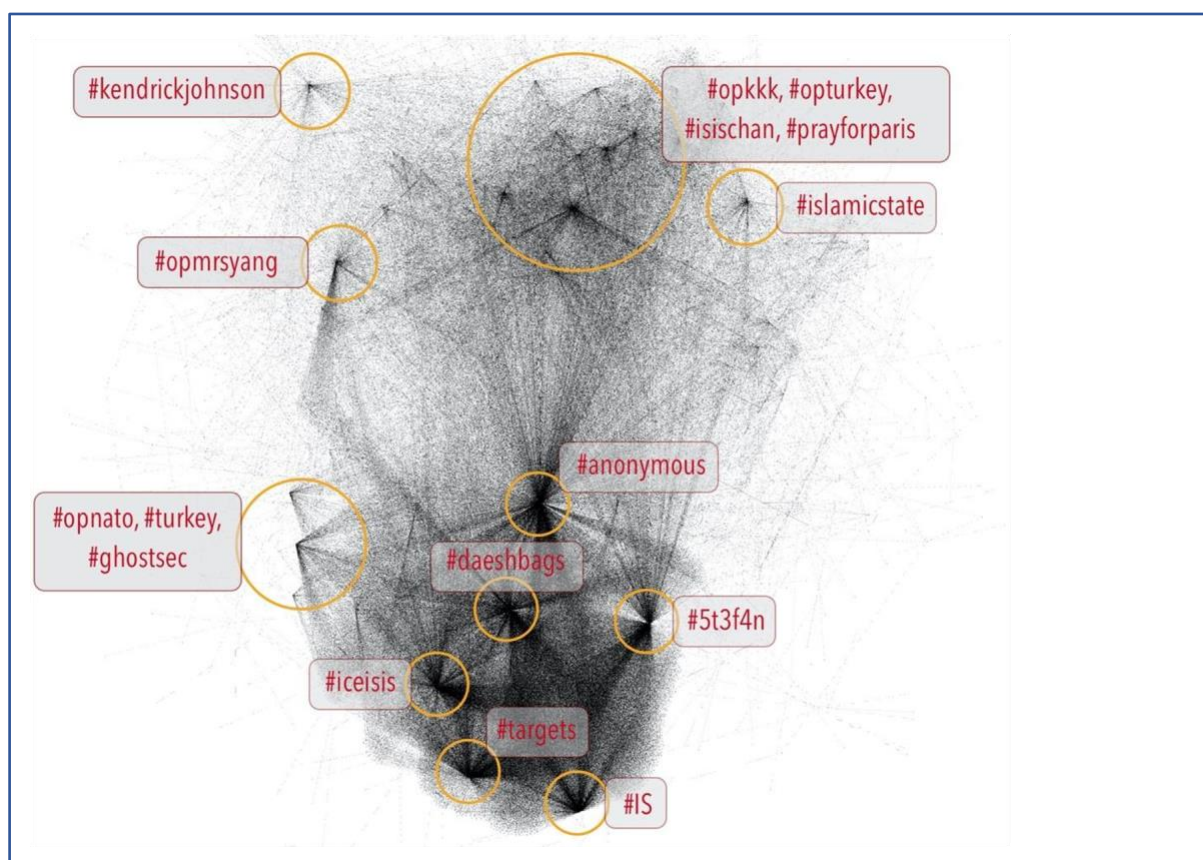 #kendrickjohnson
#opkkk, #opturkey,
#isischan, #prayforparis
#islamicstate
#opmrsyang
#anonymous
#opnato, #turkey,
#ghostsec
#daeshbags
#5t3f4n
#iceisis
#targets
#IS